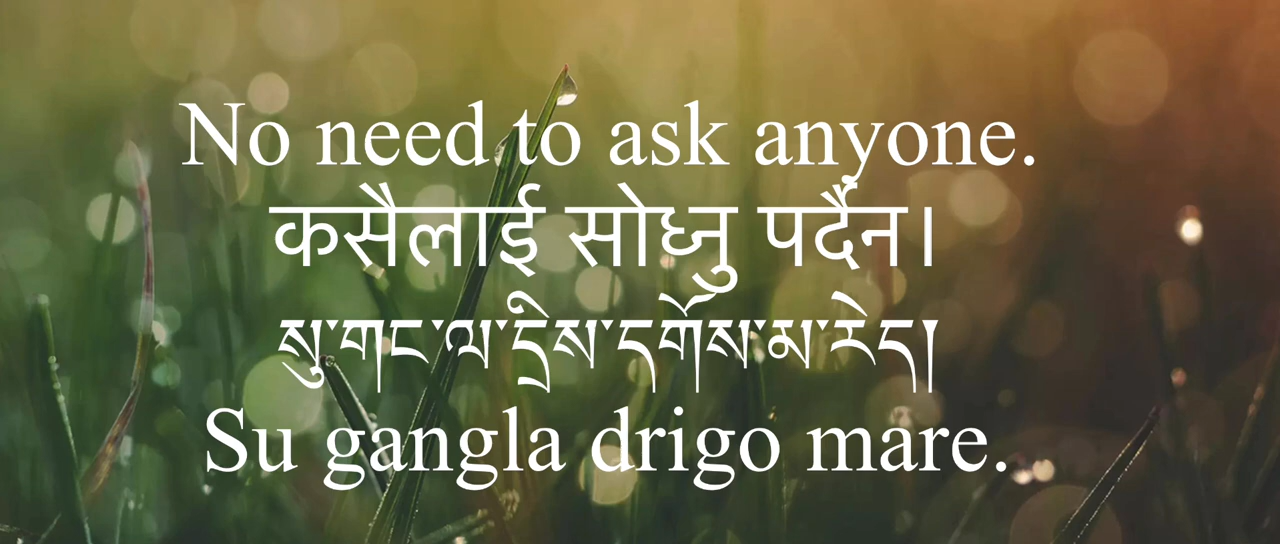 No need to ask anyone.
कसैलाई सोध्नु पर्दैन।
སུ་གང་ལ་དྲིས་དགོས་མ་རེད།
Su gangla drigo mare.